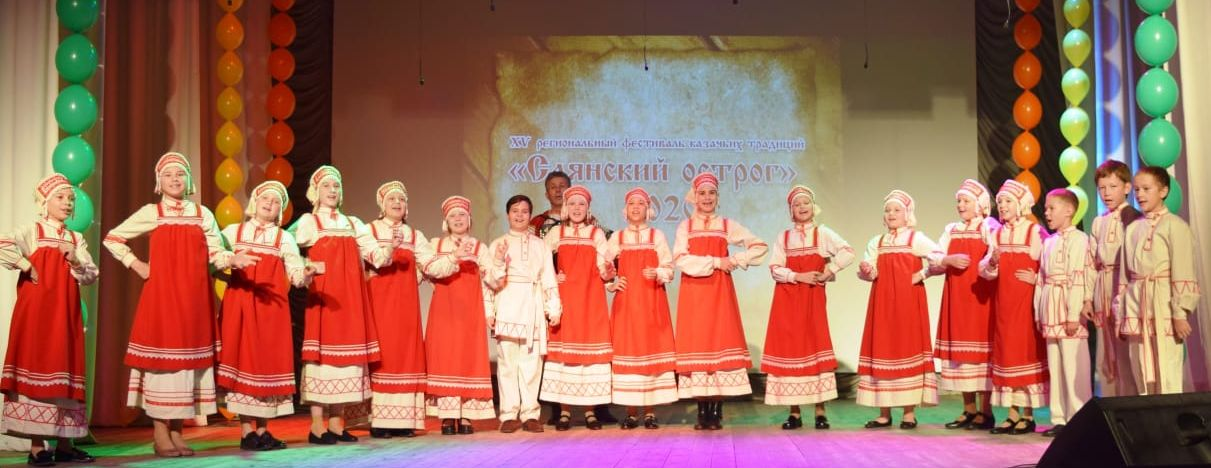 XV региональный фестиваль казачьих традиций
«Саянский острог»